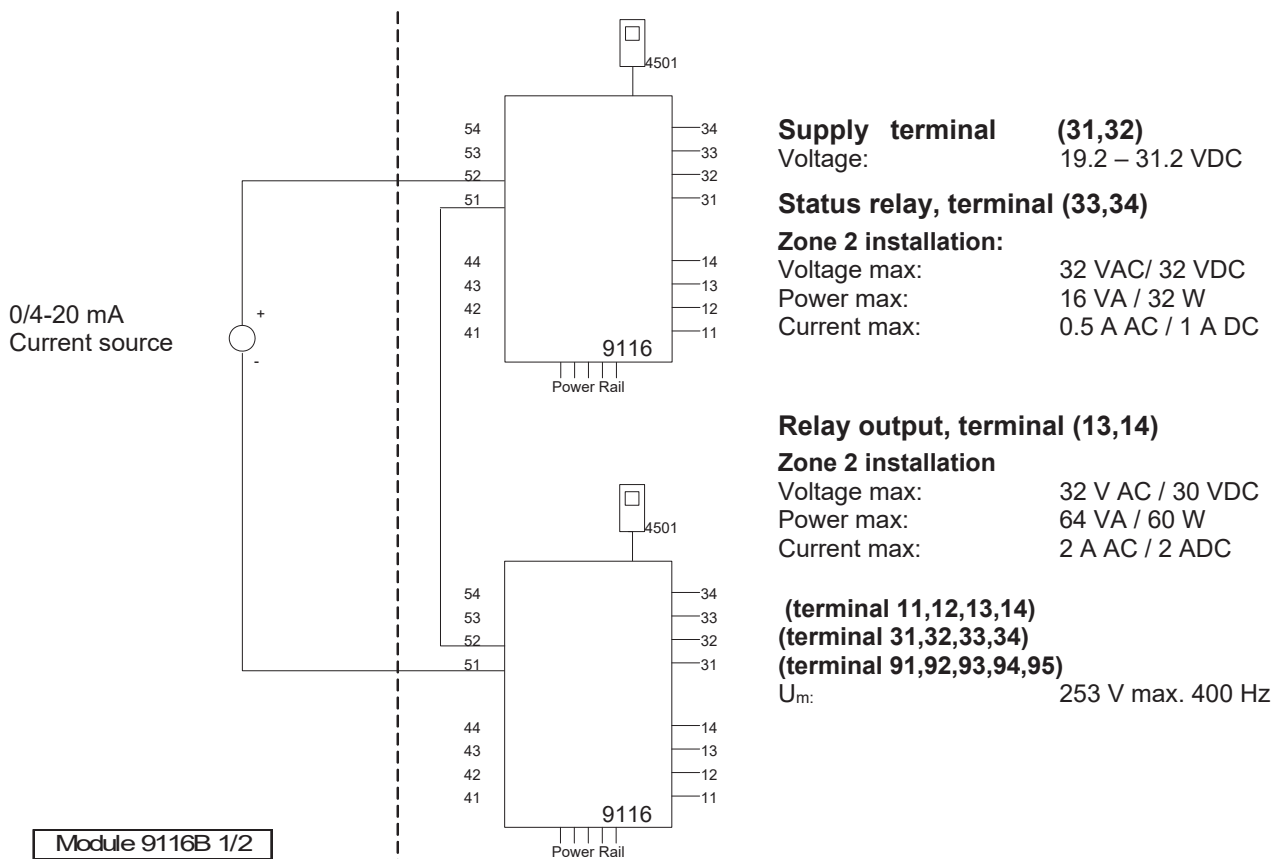 4501
54
53
52
51
44
43
42
41
34
33
32
31
14
13
12
11
9116
Power Rail
0/4-20 mA
Current source
+
-
4501
54
53
52
51
44
43
42
41
34
33
32
31
14
13
12
11
9116
Power Rail
Module 9116B 1/2
Supply terminal (31,32)
Voltage: 19.2 – 31.2 VDC
Status relay, terminal (33,34)
Zone 2 installation:
Voltage max: 32 VAC/ 32 VDC
Power max: 16 VA / 32 W
Current max: 0.5 A AC / 1 A DC
Relay output, terminal (13,14)
Zone 2 installation
Voltage max: 32 V AC / 30 VDC
Power max: 64 VA / 60 W
Current max: 2 A AC / 2 ADC
(terminal 11,12,13,14)
(terminal 31,32,33,34)
(terminal 91,92,93,94,95)
Um: 253 V max. 400 Hz